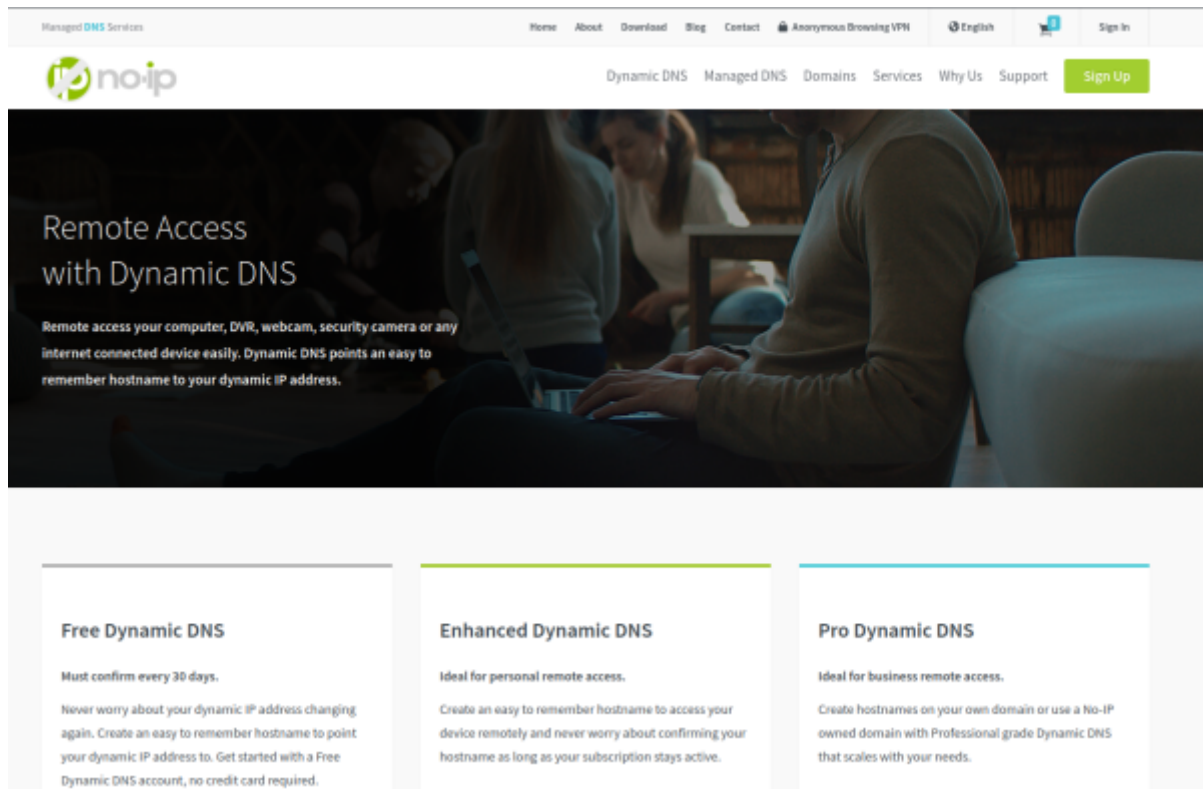 Managed DNS Services
Home About Download Blog Contact Anonymous Browsing VPN English Sign In
no-ip
Dynamic DNS Managed DNS Domains Services Why Us Support Sign Up
Remote Access
with Dynamic DNS
Remote access your computer, DVR, webcam, security camera or any
internet connected device easily. Dynamic DNS points an easy to
remember hostname to your dynamic IP address.
Free Dynamic DNS
Must confirm every 30 days.
Never worry about your dynamic IP address changing
again. Create an easy to remember hostname to point
your dynamic IP address to. Get started with a Free
Dynamic DNS account, no credit card required.
Enhanced Dynamic DNS
Ideal for personal remote access.
Create an easy to remember hostname to access your
device remotely and never worry about confirming your
hostname as long as your subscription stays active.
Pro Dynamic DNS
Ideal for business remote access.
Create hostnames on your own domain or use a No-IP
owned domain with Professional grade Dynamic DNS
that scales with your needs.